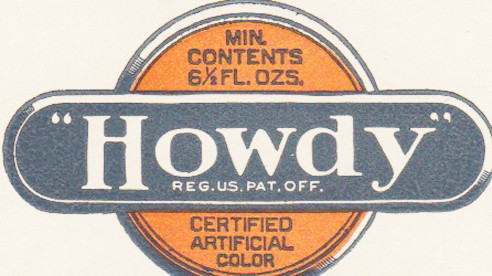 MIN.
CONTENTS
6½ FL. OZS.
"Howdy"
REG. U.S. PAT. OFF.
CERTIFIED
ARTIFICIAL
COLOR